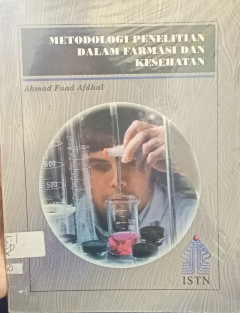 METODOLOGI PENELITIAN
DALAM FARMASI DAN
KESEHATAN
Ahmad Fuad Afdhal
ISTN